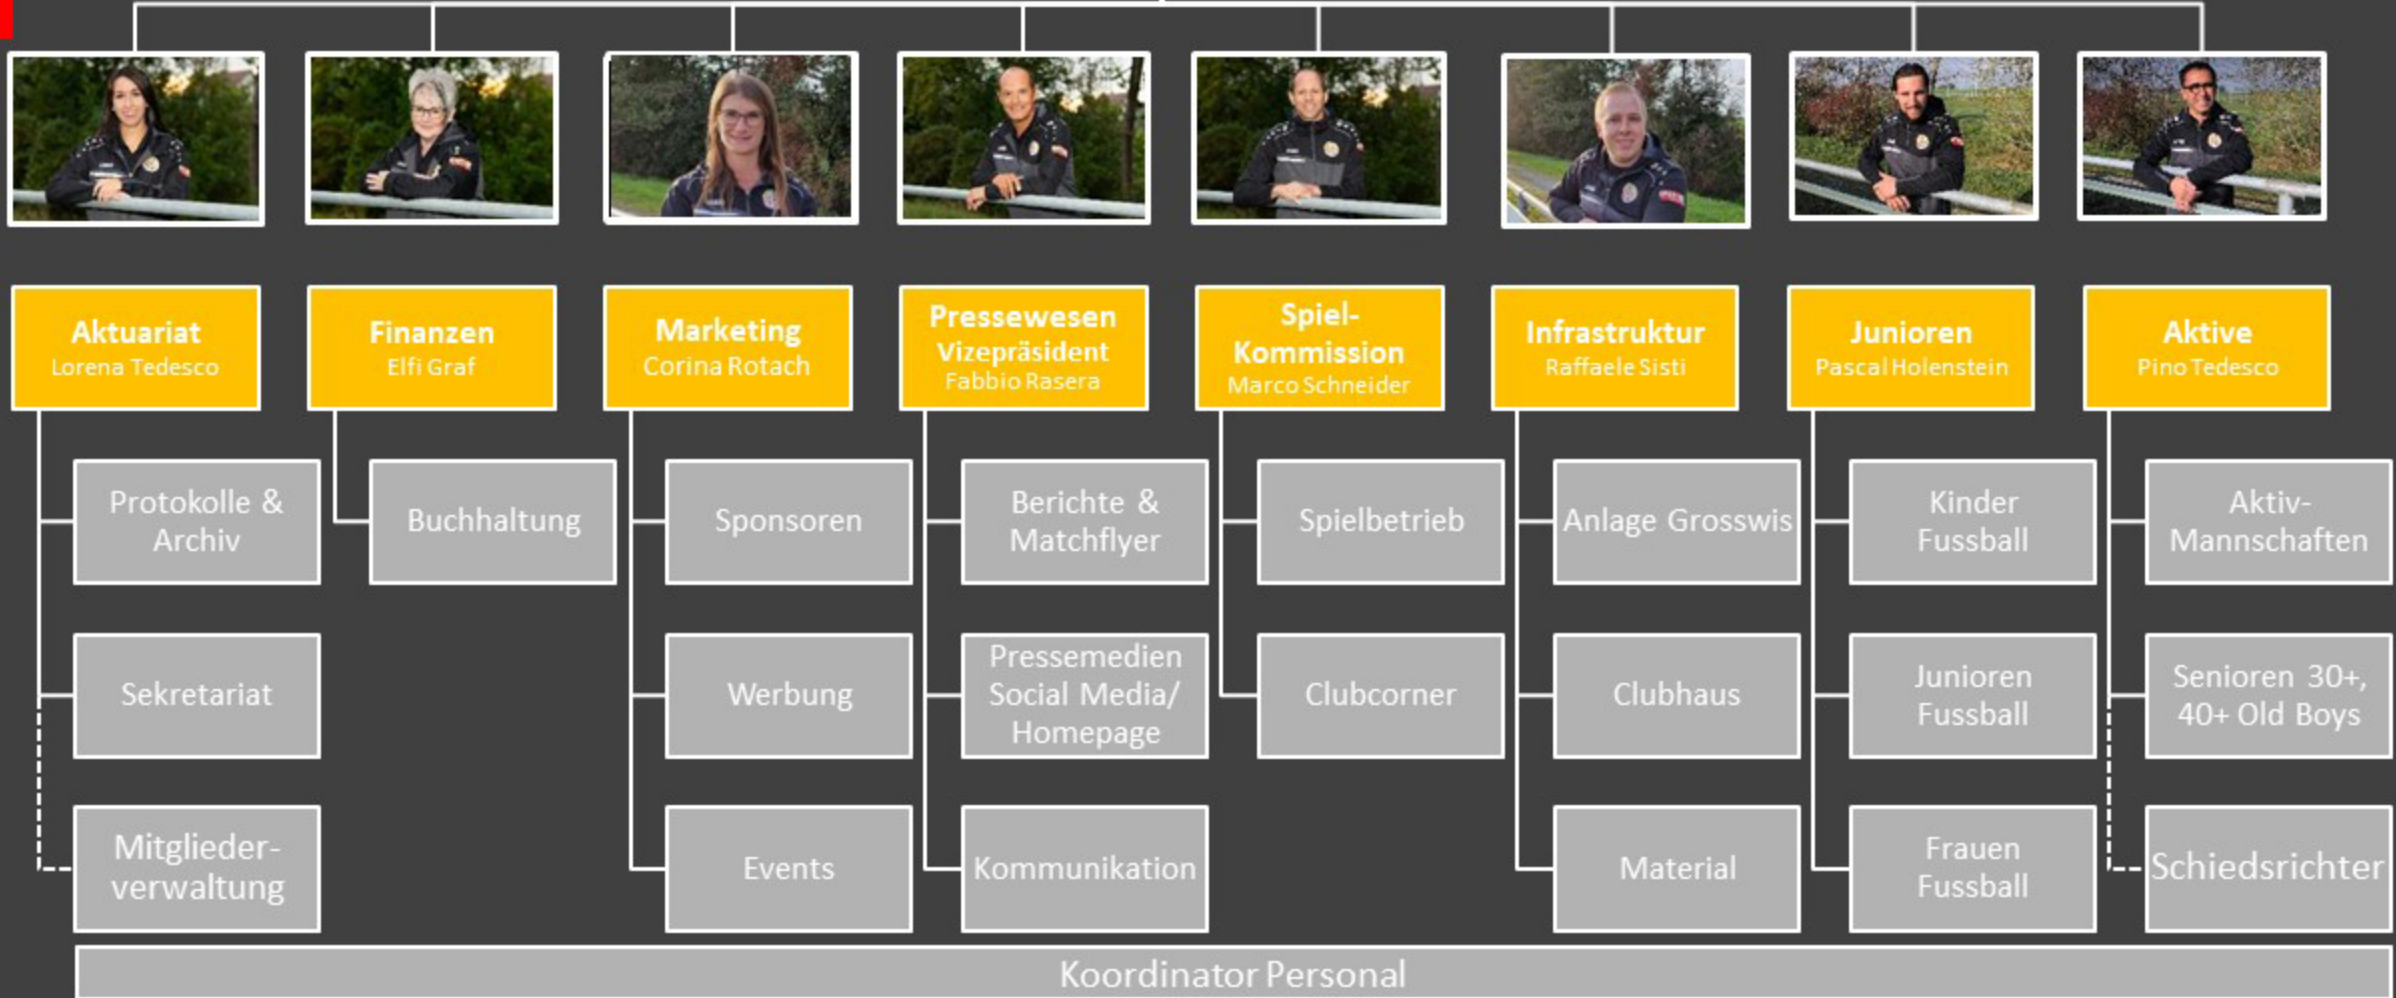 Aktuariat
Lorena Tedesco
Finanzen
Elfi Graf
Marketing
Corina Rotach
Pressewesen
Vizepräsident
Fabbio Rasera
Spiel-
Kommission
Marco Schneider
Infrastruktur
Raffaele Sisti
Junioren
Pascal Holenstein
Aktive
Pino Tedesco
Protokolle &
Archiv
Buchhaltung
Sponsoren
Berichte &
Matchflyer
Spielbetrieb
Anlage Grosswis
Kinder
Fussball
Aktiv-
Mannschaften
Sekretariat
Werbung
Pressemedien
Social Media/
Homepage
Clubcorner
Clubhaus
Junioren
Fussball
Senioren 30+,
40+ Old Boys
Mitglieder-
verwaltung
Events
Kommunikation
Material
Frauen
Fussball
Schiedsrichter
Koordinator Personal